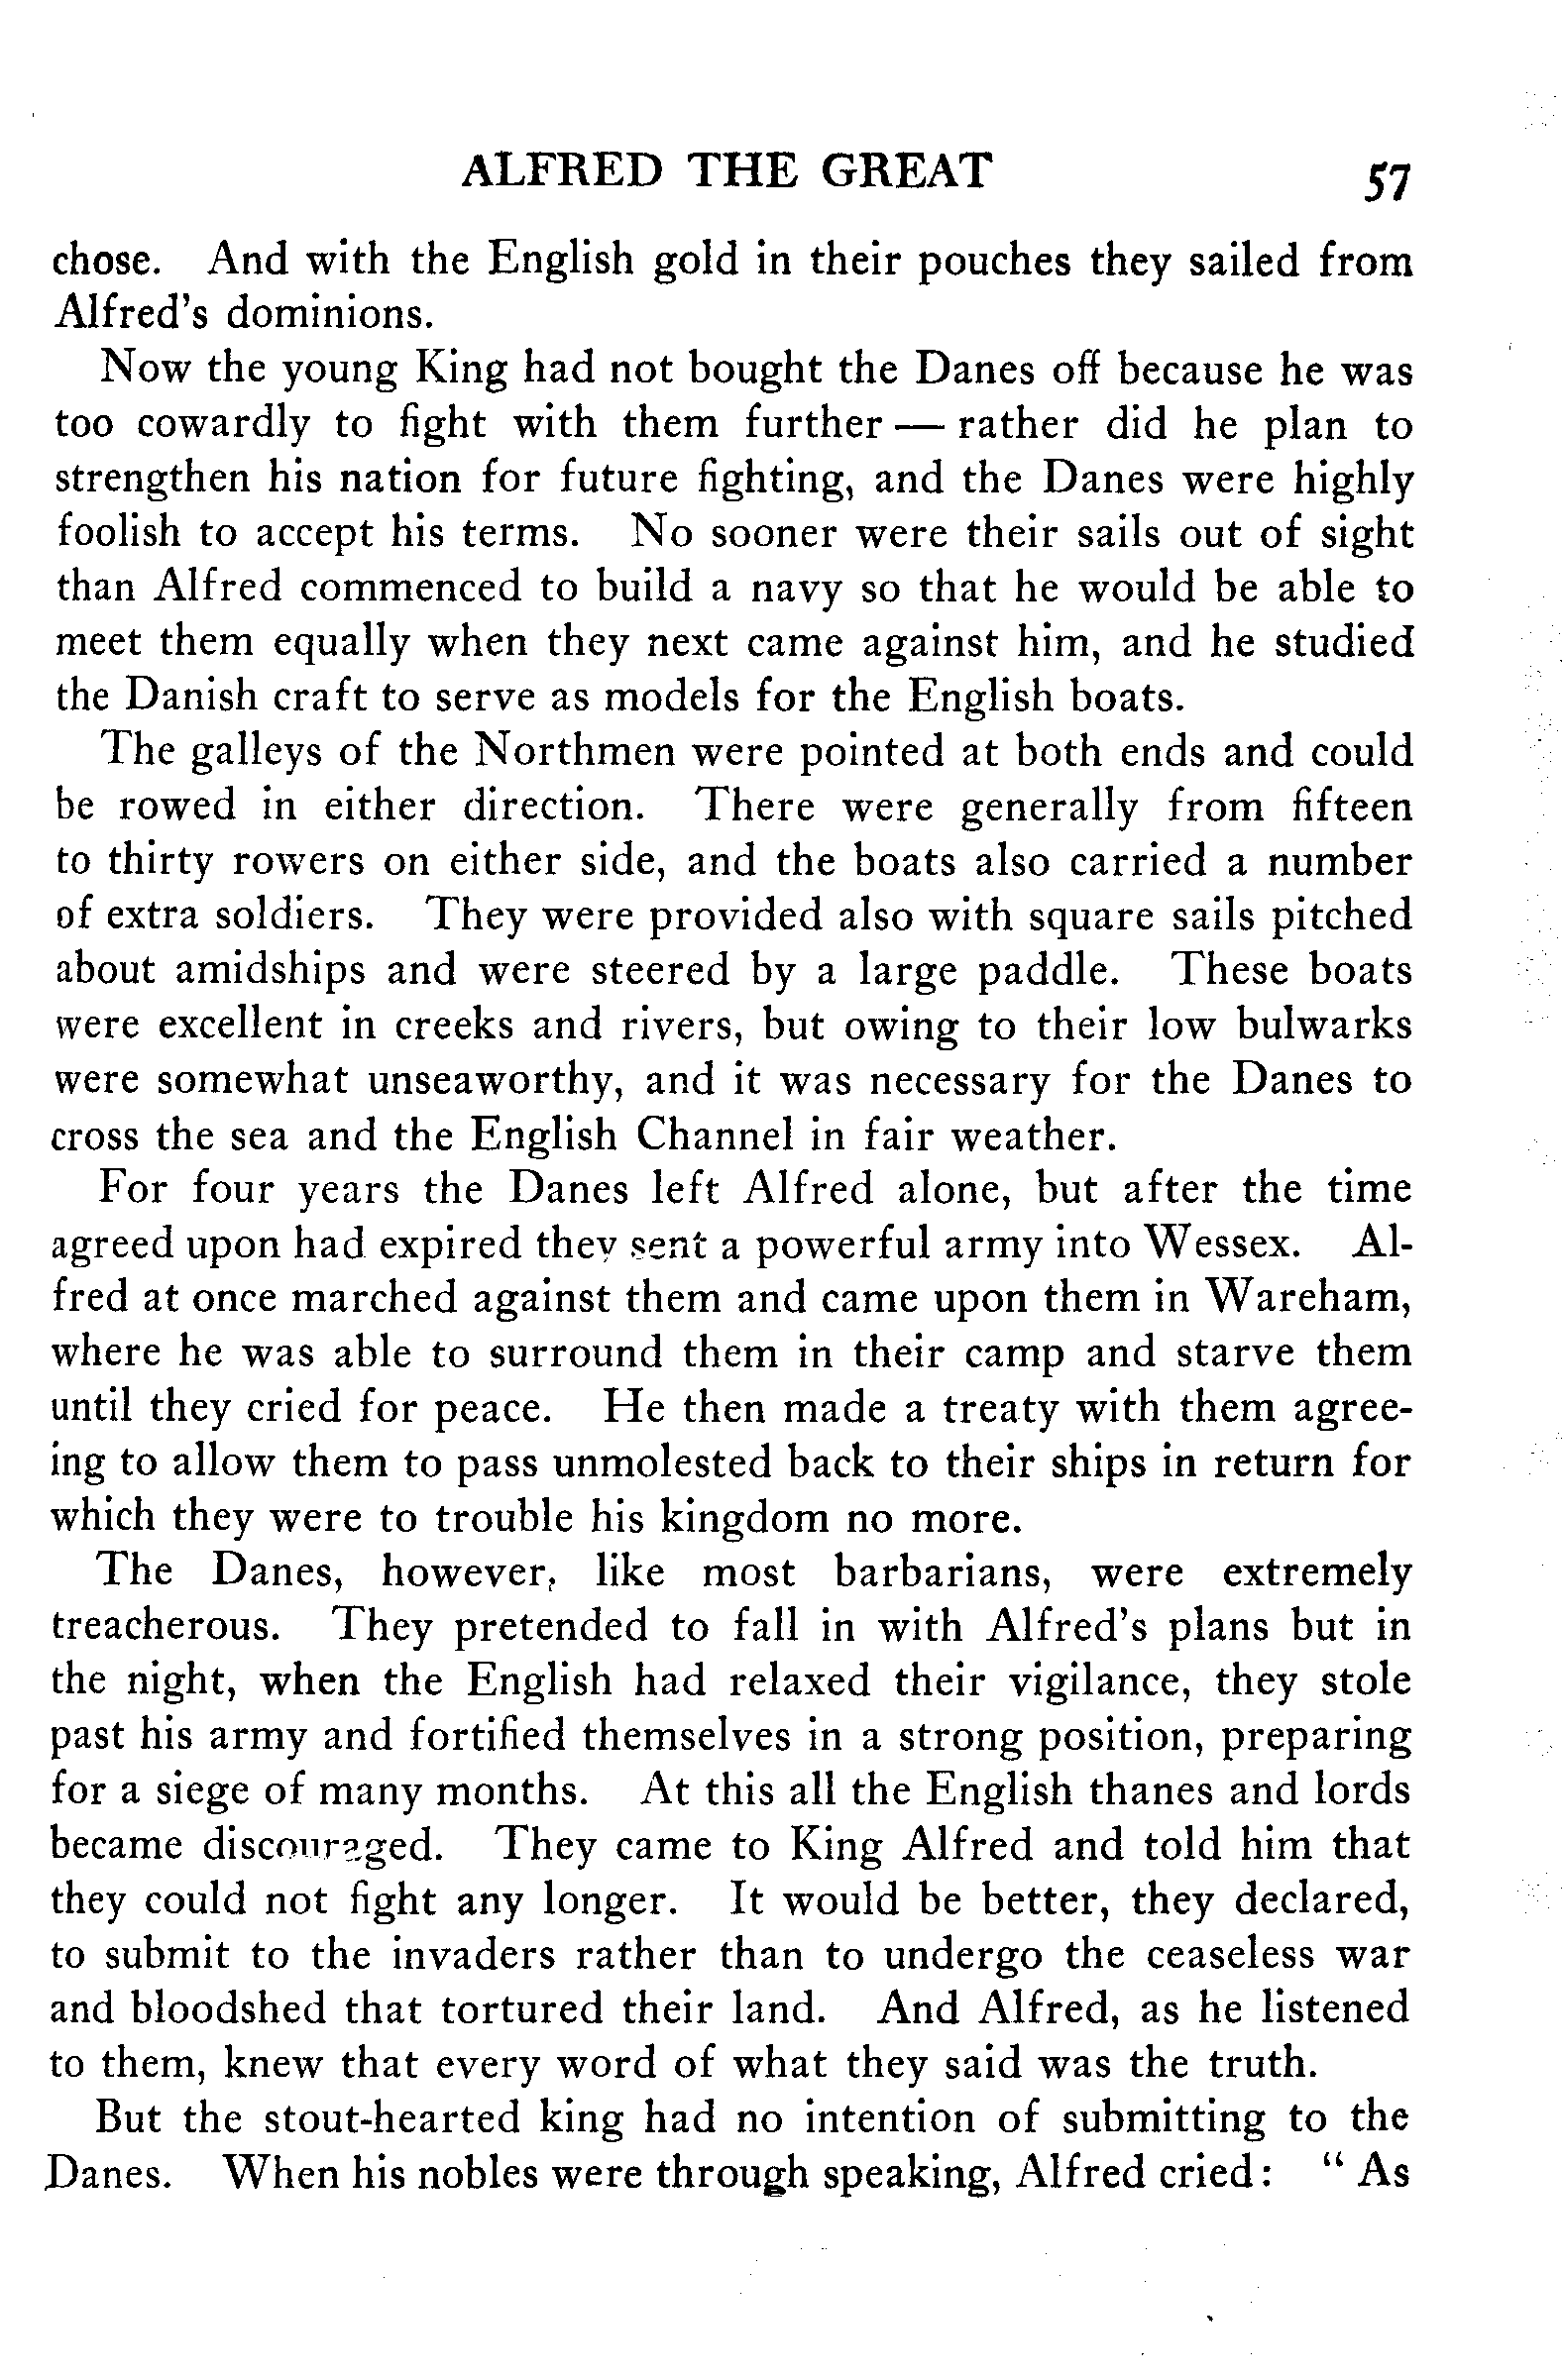 ALFRED THE GREAT 57
chose. And with the English gold in their pouches they sailed from
Alfred's dominions.
Now the young King had not bought the Danes off because he was
too cowardly to fight with them further — rather did he plan to
strengthen his nation for future fighting, and the Danes were highly
foolish to accept his terms. No sooner were their sails out of sight
than Alfred commenced to build a navy so that he would be able to
meet them equally when they next came against him, and he studied
the Danish craft to serve as models for the English boats.
The galleys of the Northmen were pointed at both ends and could
be rowed in either direction. There were generally from fifteen
to thirty rowers on either side, and the boats also carried a number
of extra soldiers. They were provided also with square sails pitched
about amidships and were steered by a large paddle. These boats
were excellent in creeks and rivers, but owing to their low bulwarks
were somewhat unseaworthy, and it was necessary for the Danes to
cross the sea and the English Channel in fair weather.
For four years the Danes left Alfred alone, but after the time
agreed upon had expired they sent a powerful army into Wessex. Al-
fred at once marched against them and came upon them in Wareham,
where he was able to surround them in their camp and starve them
until they cried for peace. He then made a treaty with them agree-
ing to allow them to pass unmolested back to their ships in return for
which they were to trouble his kingdom no more.
The Danes, however, like most barbarians, were extremely
treacherous. They pretended to fall in with Alfred's plans but in
the night, when the English had relaxed their vigilance, they stole
past his army and fortified themselves in a strong position, preparing
for a siege of many months. At this all the English thanes and lords
became discouraged. They came to King Alfred and told him that
they could not fight any longer. It would be better, they declared,
to submit to the invaders rather than to undergo the ceaseless war
and bloodshed that tortured their land. And Alfred, as he listened
to them, knew that every word of what they said was the truth.
But the stout-hearted king had no intention of submitting to the
Danes. When his nobles were through speaking, Alfred cried: " As